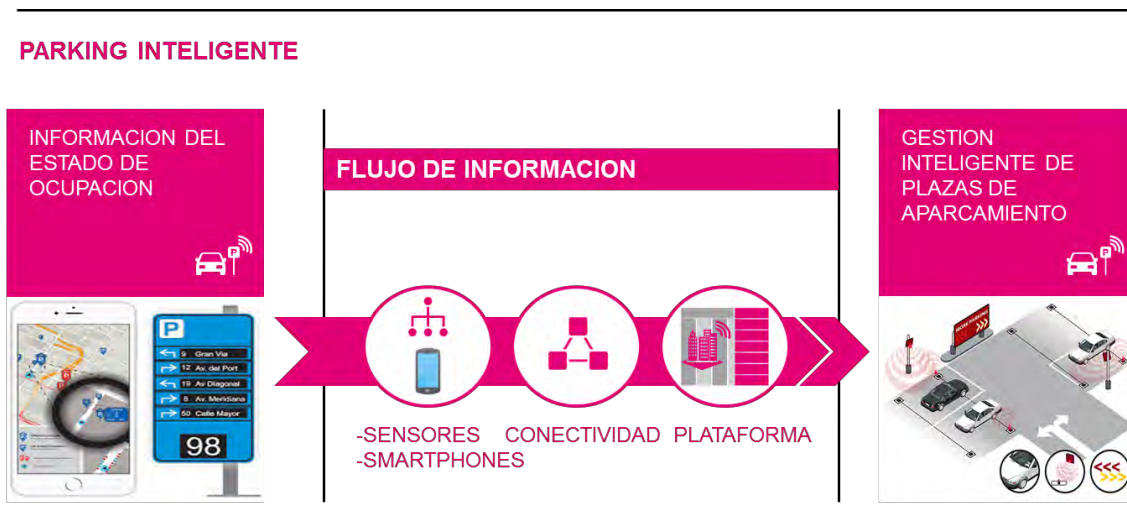 PARKING INTELIGENTE
INFORMACION DEL
ESTADO DE
OCUPACION
P
P
9 Gran Via
12 Av. del Port
19 Av Diagonal
8 Av. Meridiana
50 Calle Mayor
98
FLUJO DE INFORMACION
-SENSORES CONECTIVIDAD PLATAFORMA
-SMARTPHONES
GESTION
INTELIGENTE DE
PLAZAS DE
APARCAMIENTO
P